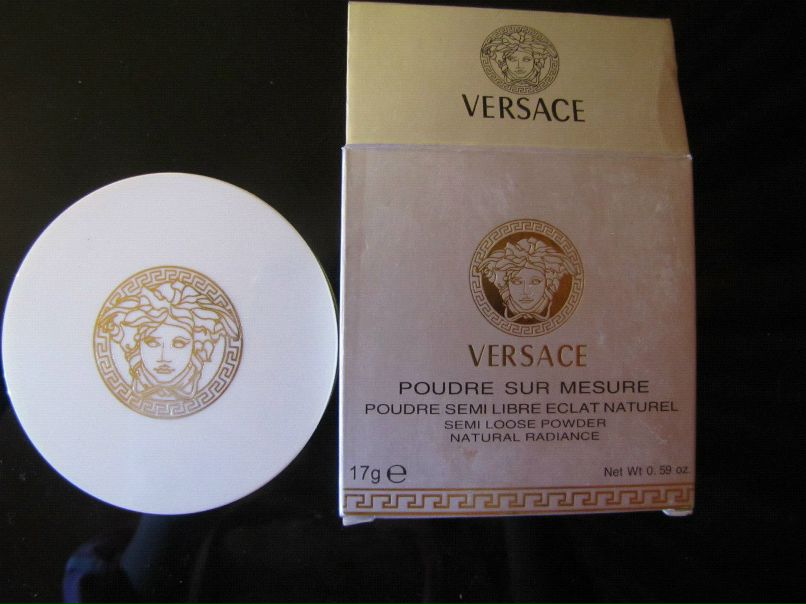 VERSACE
VERSACE
POUDRE SUR MESURE
POUDRE SEMI LIBRE ECLAT NATUREL
SEMI LOOSE POWDER
NATURAL RADIANCE
17g ℮ Net Wt 0.59 oz.